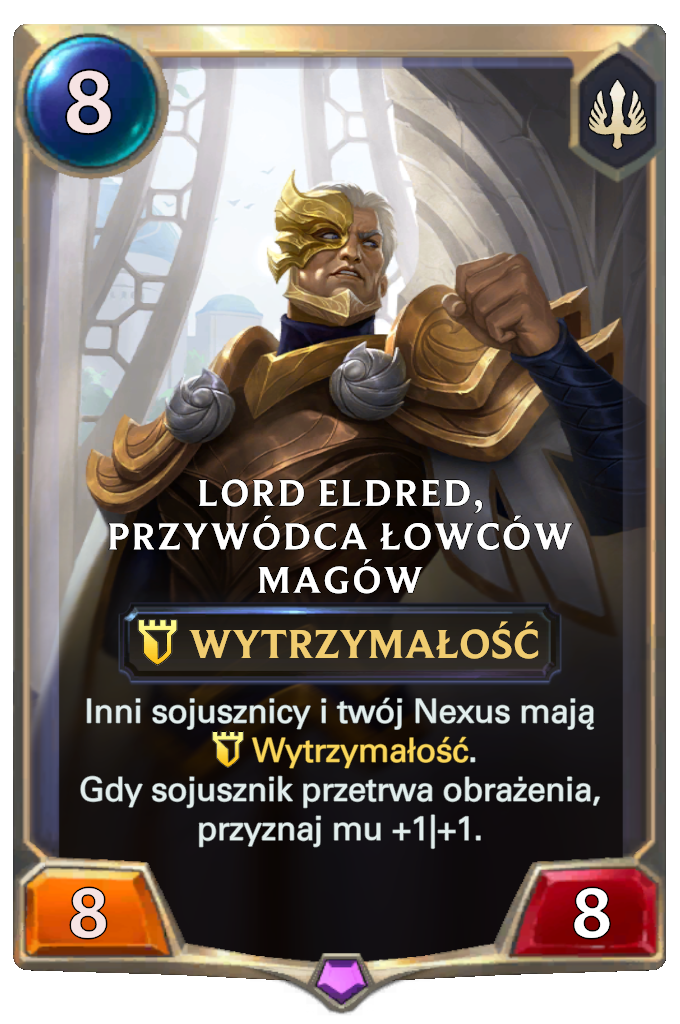 8
LORD ELDRED,
PRZYWÓDCA ŁOWCÓW
MAGÓW
WYTRZYMAŁOŚĆ
Inni sojusznicy i twój Nexus mają
Wytrzymałość.
Gdy sojusznik przetrwa obrażenia,
przyznaj mu +1|+1.
8
8